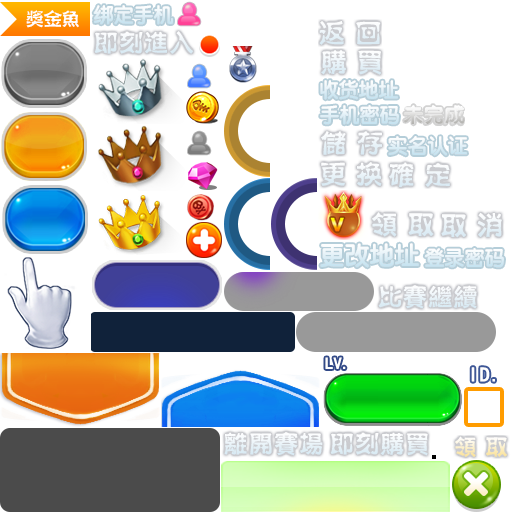 獎金魚
绑定手机
即刻進入
返回
購買
收货地址
手机密码 未完成
儲存 实名认证
更換確定
V
領取取消
更改地址 登录密码
比賽繼續
LV.
ID.
離開賽場 即刻購買
領取